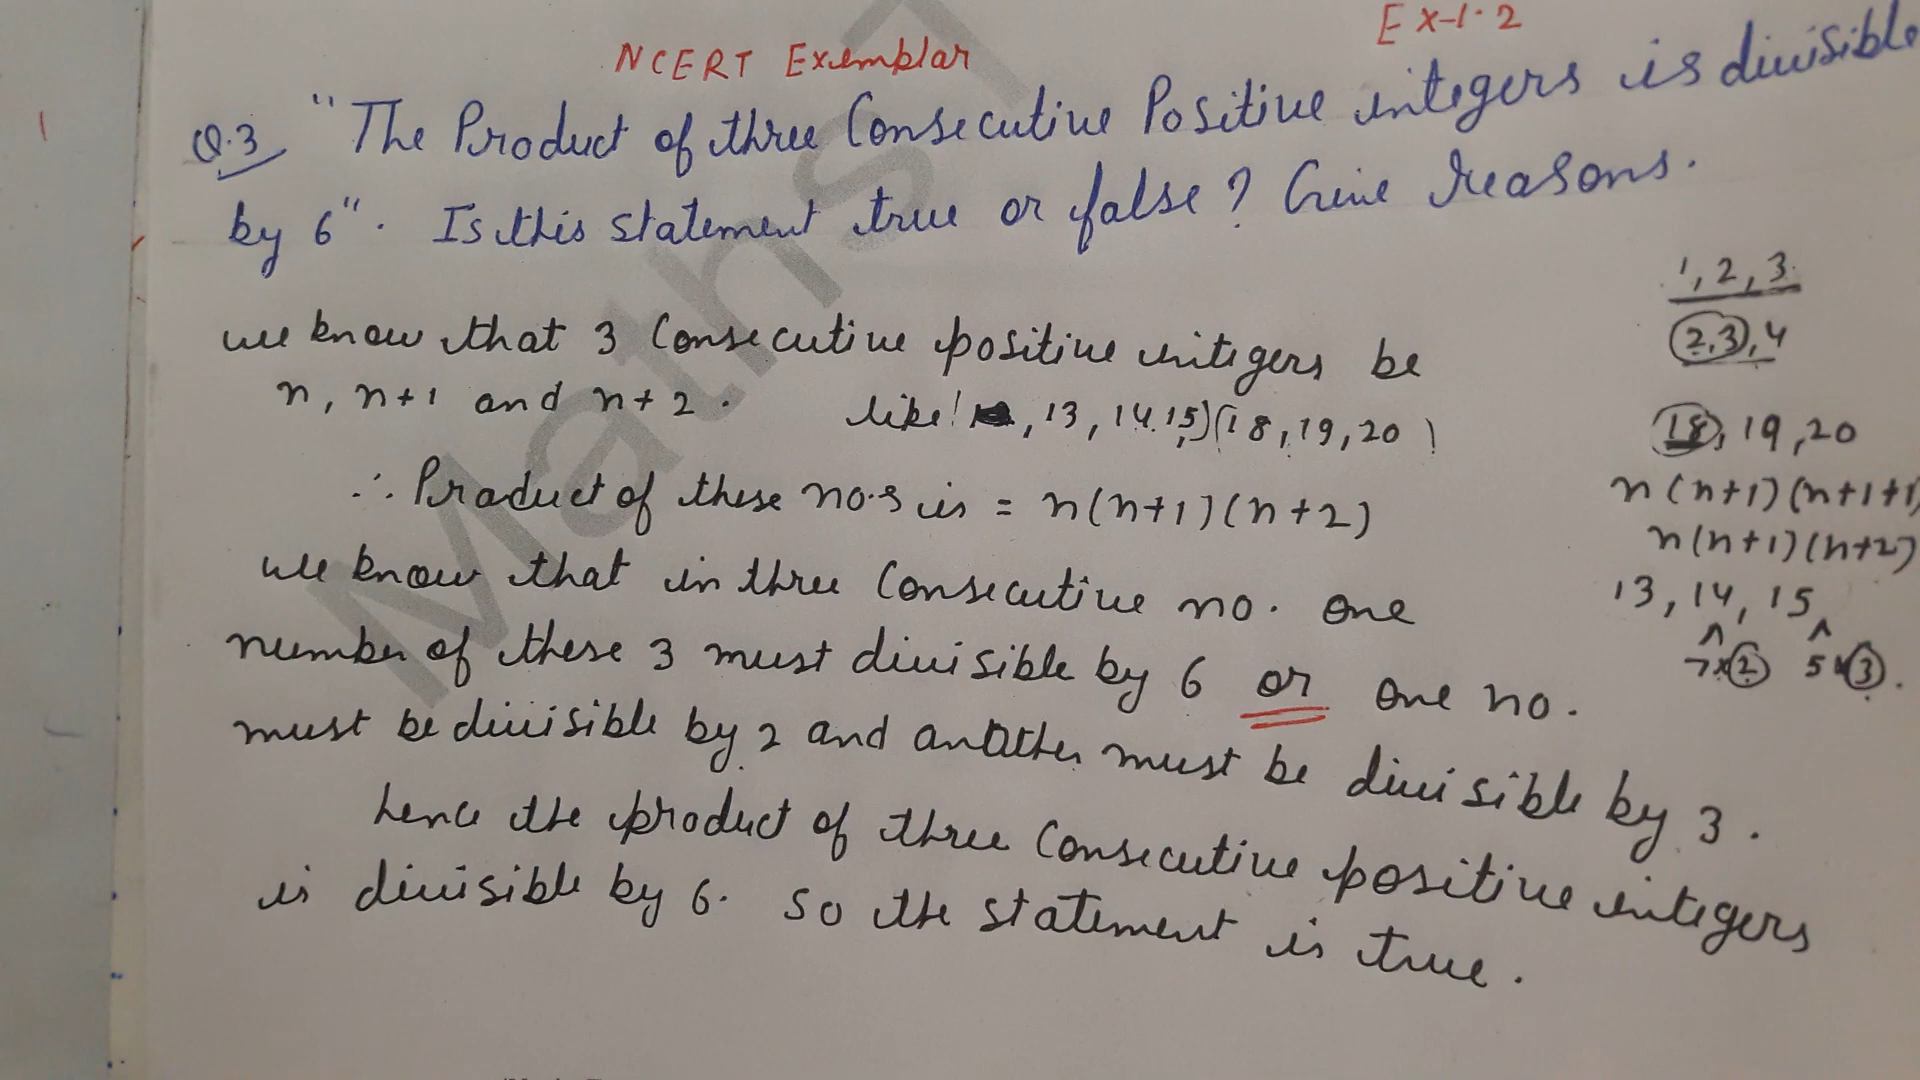 NCERT Exemplar
Ex-1.2
Q.3 "The Product of three Consecutive Positive integers is divisible
by 6". Is this statement true or false? Give Reasons.
we know that 3 Consecutive positive integers be
n, n+1 and n+2.
like! , 13, 14, 15) (18, 19, 20)
∴ Product of these no.s is = n(n+1)(n+2)
we know that in three Consecutive no. one
number of these 3 must divisible by 6 or one no.
must be divisible by 2 and another must be divisible by 3.
hence the product of three Consecutive positive integers
is divisible by 6. So the statement is true.
1, 2, 3.
2,3, 4
18, 19, 20
n(n+1)(n+1+1)
n(n+1)(n+2)
13, 14, 15
7×2 5×3.
Maths